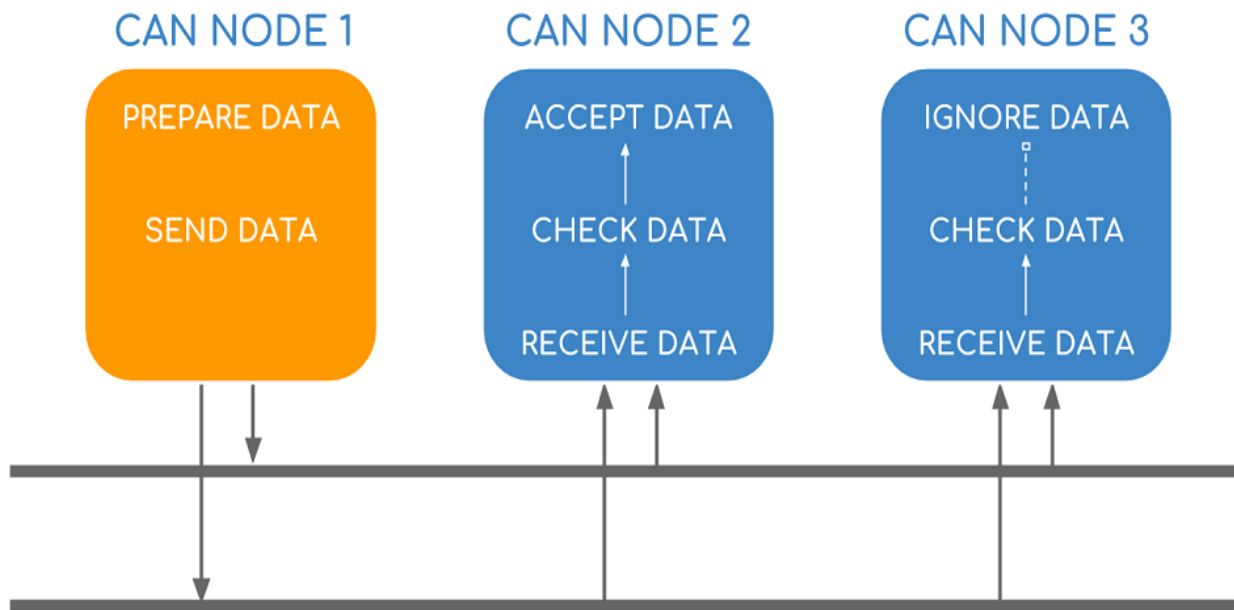 CAN NODE 1
PREPARE DATA
SEND DATA
CAN NODE 2
ACCEPT DATA
CHECK DATA
RECEIVE DATA
CAN NODE 3
IGNORE DATA
CHECK DATA
RECEIVE DATA